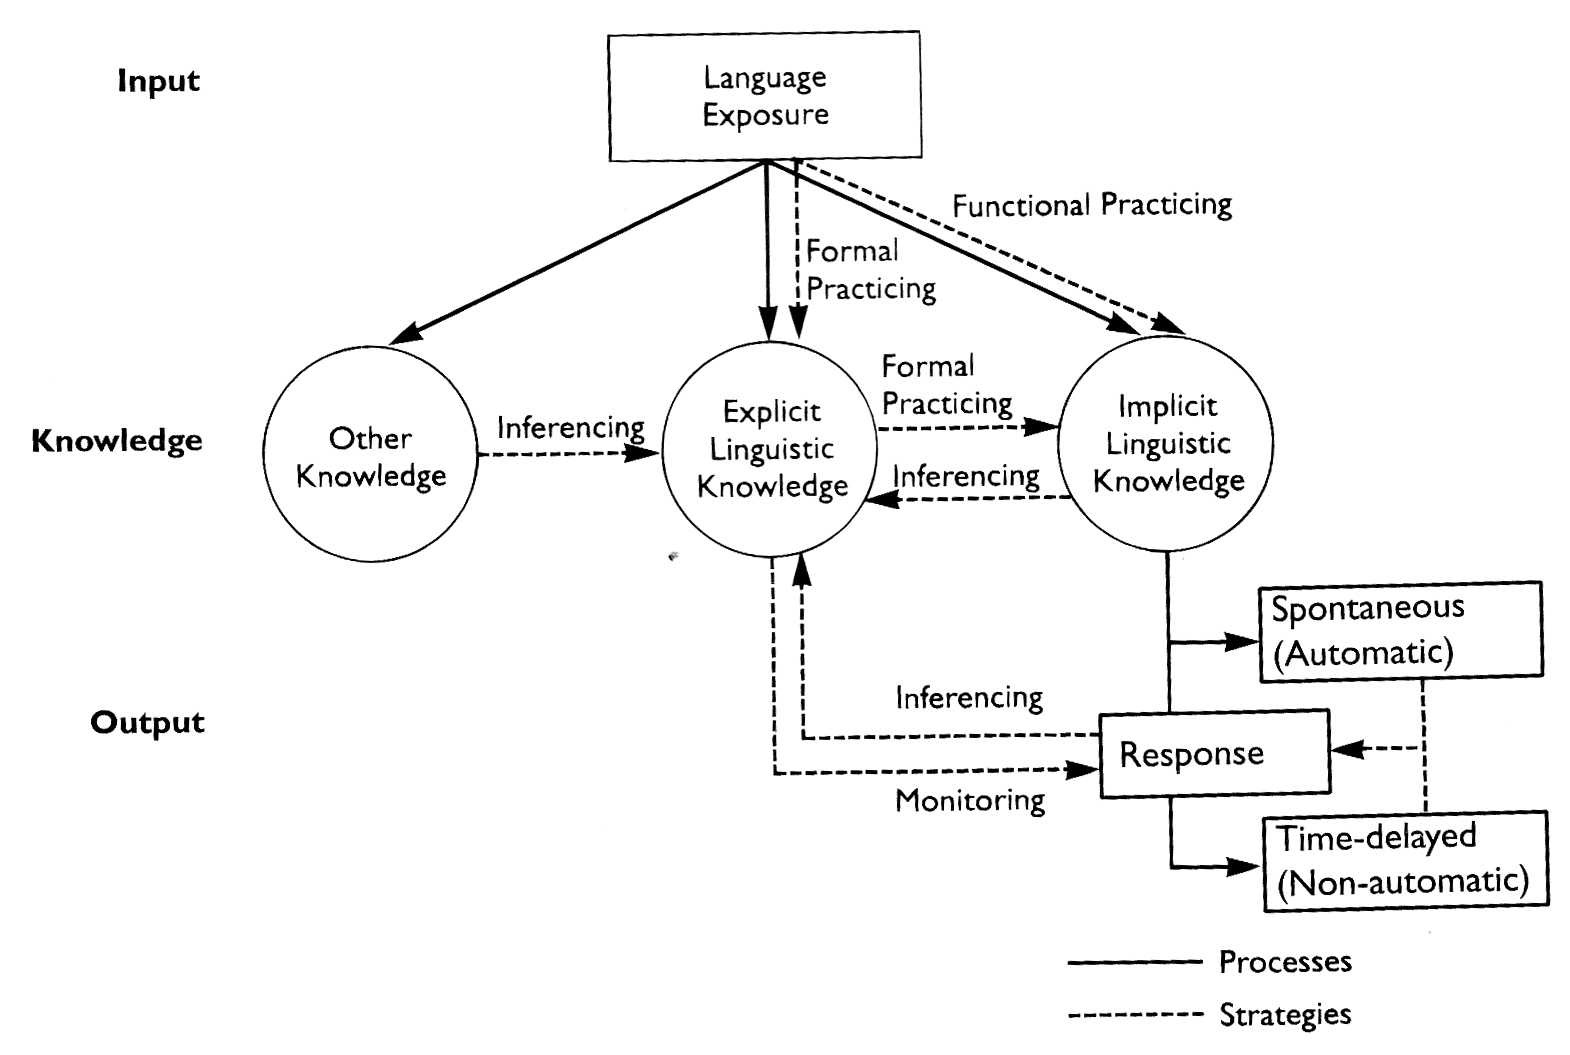 Input
Language
Exposure
Functional Practicing
Formal
Practicing
Knowledge
Other
Knowledge
Inferencing
Explicit
Linguistic
Knowledge
Formal
Practicing
Inferencing
Implicit
Linguistic
Knowledge
Output
Inferencing
Monitoring
Response
Spontaneous
(Automatic)
Time-delayed
(Non-automatic)
Processes
Strategies